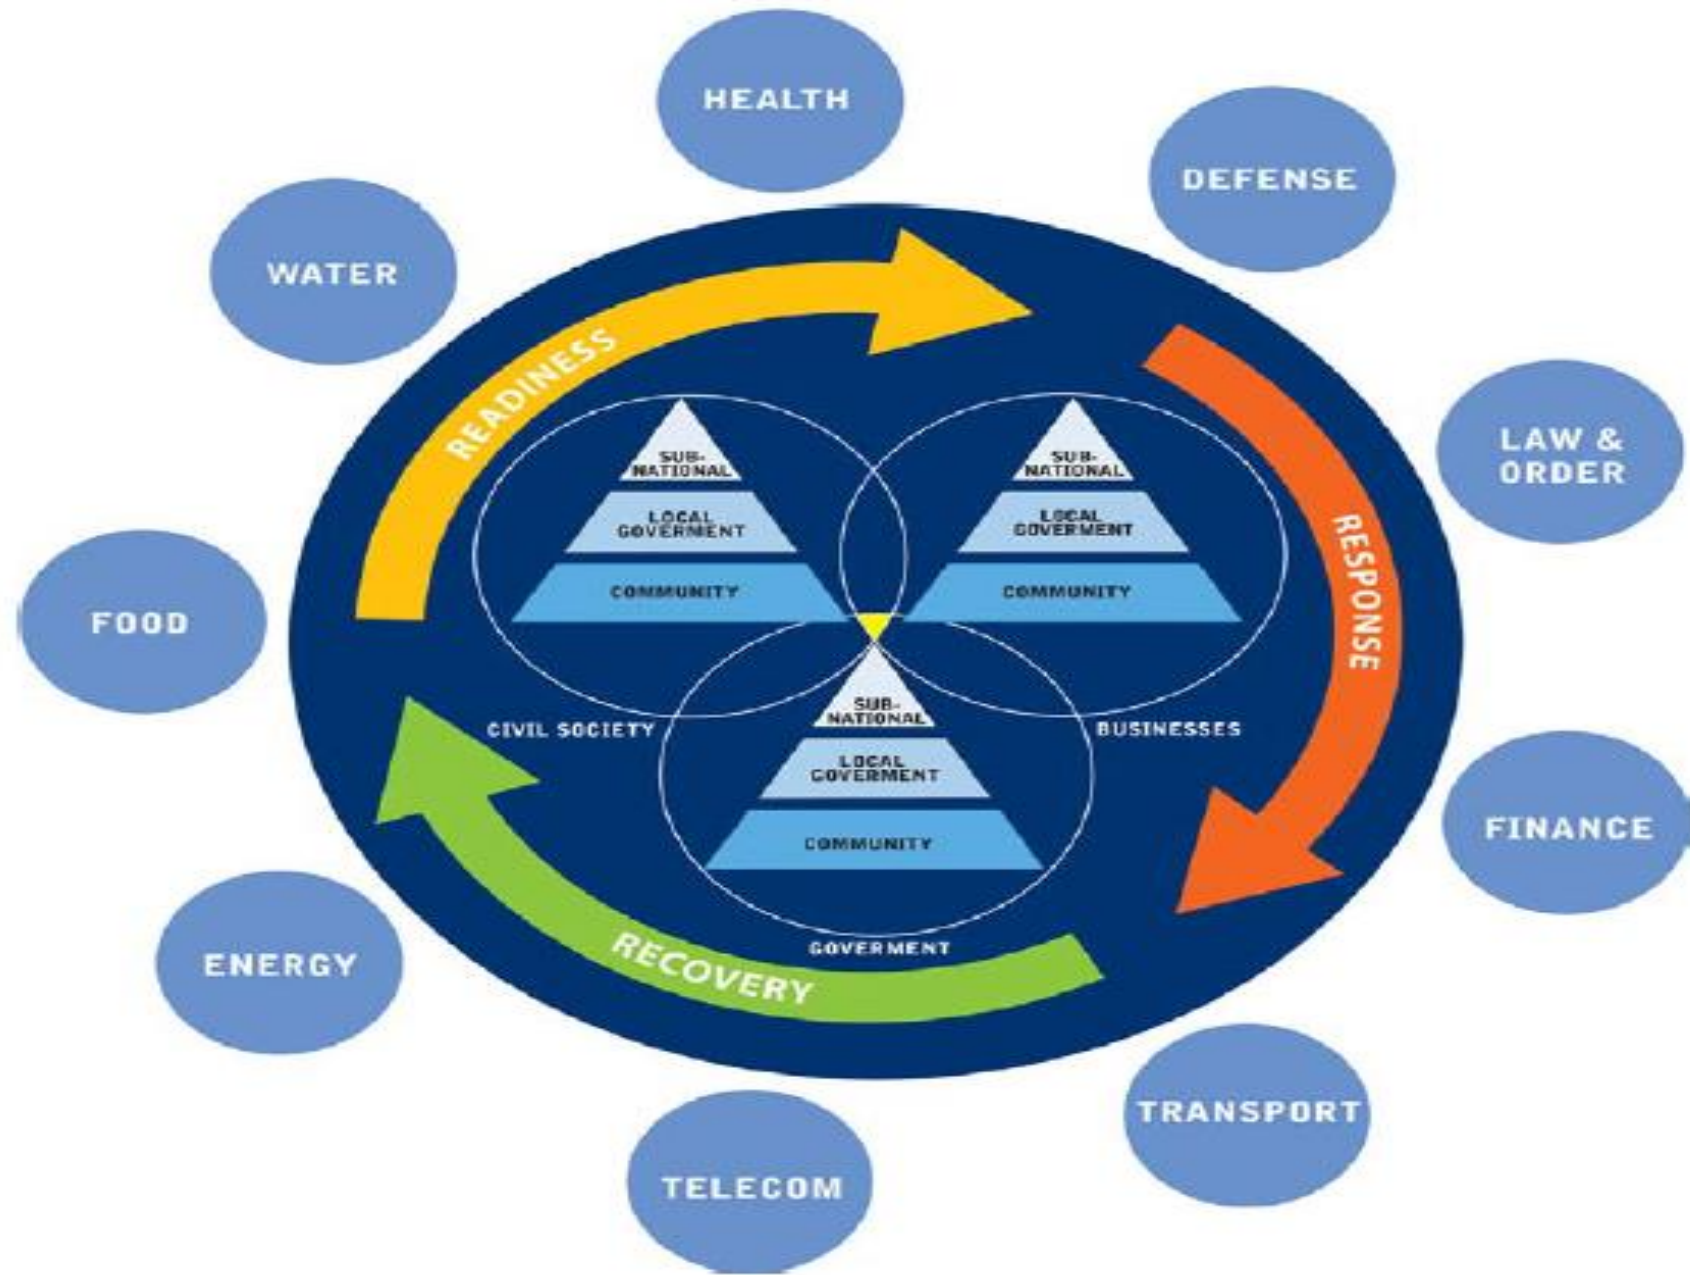 HEALTH
DEFENSE
WATER
LAW &
ORDER
FOOD
FINANCE
ENERGY
TRANSPORT
TELECOM
READINESS
RESPONSE
RECOVERY
SUB-
NATIONAL
LOCAL
GOVERMENT
COMMUNITY
CIVIL SOCIETY
SUB-
NATIONAL
LOCAL
GOVERMENT
COMMUNITY
BUSINESSES
SUB-
NATIONAL
LOCAL
GOVERMENT
COMMUNITY
GOVERMENT